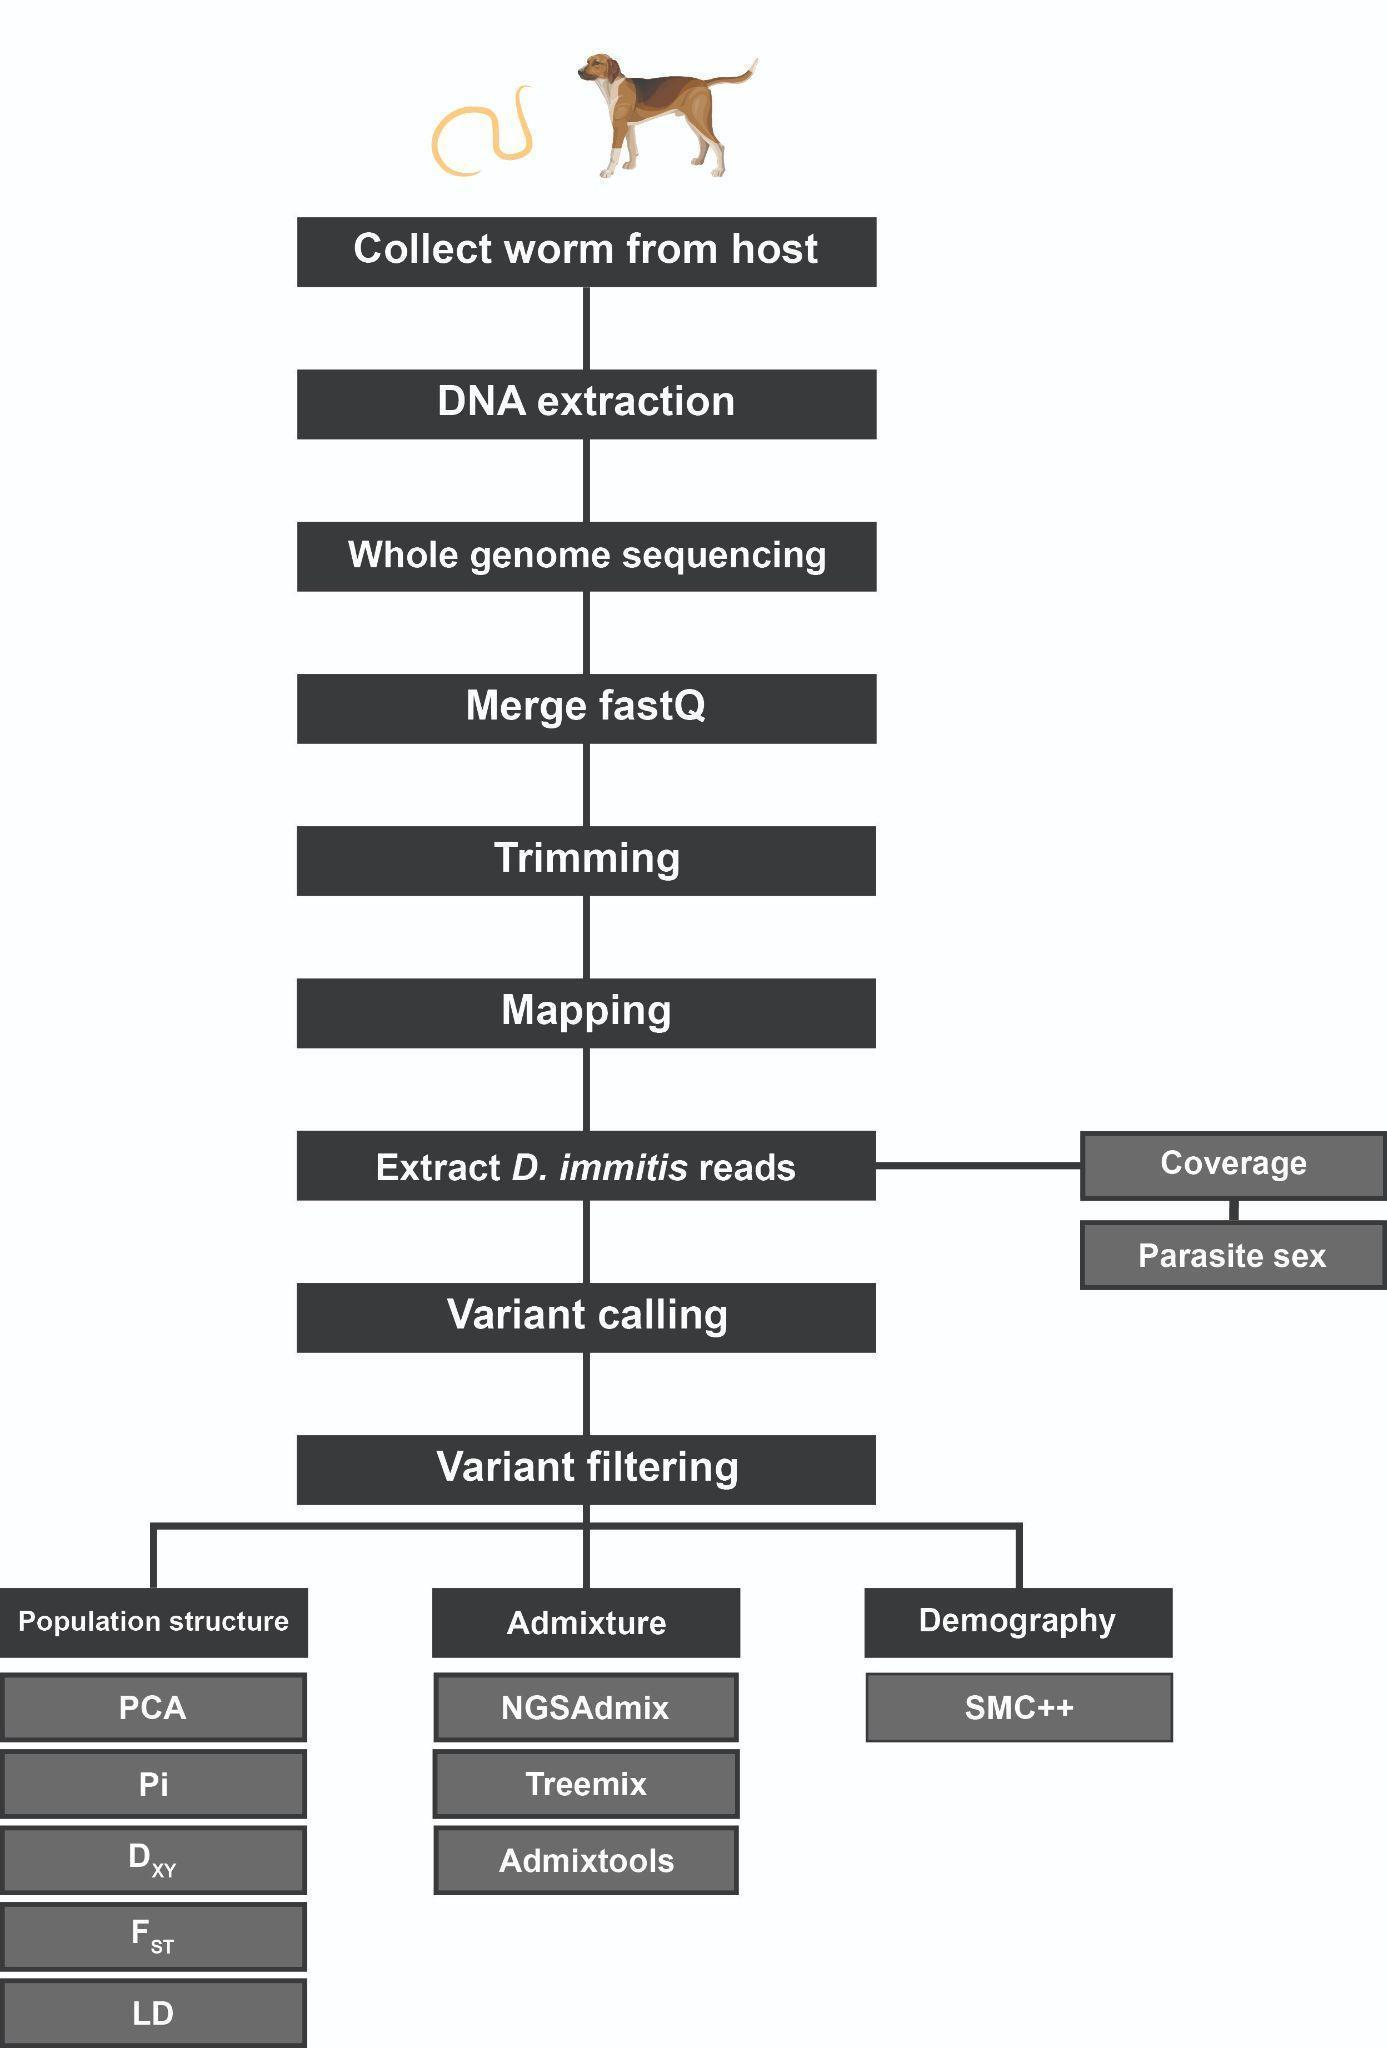 Collect worm from host
DNA extraction
Whole genome sequencing
Merge fastQ
Trimming
Mapping
Extract D. immitis reads
Coverage
Parasite sex
Variant calling
Variant filtering
Population structure
PCA
Pi
DXY
FST
LD
Admixture
NGSAdmix
Treemix
Admixtools
Demography
SMC++